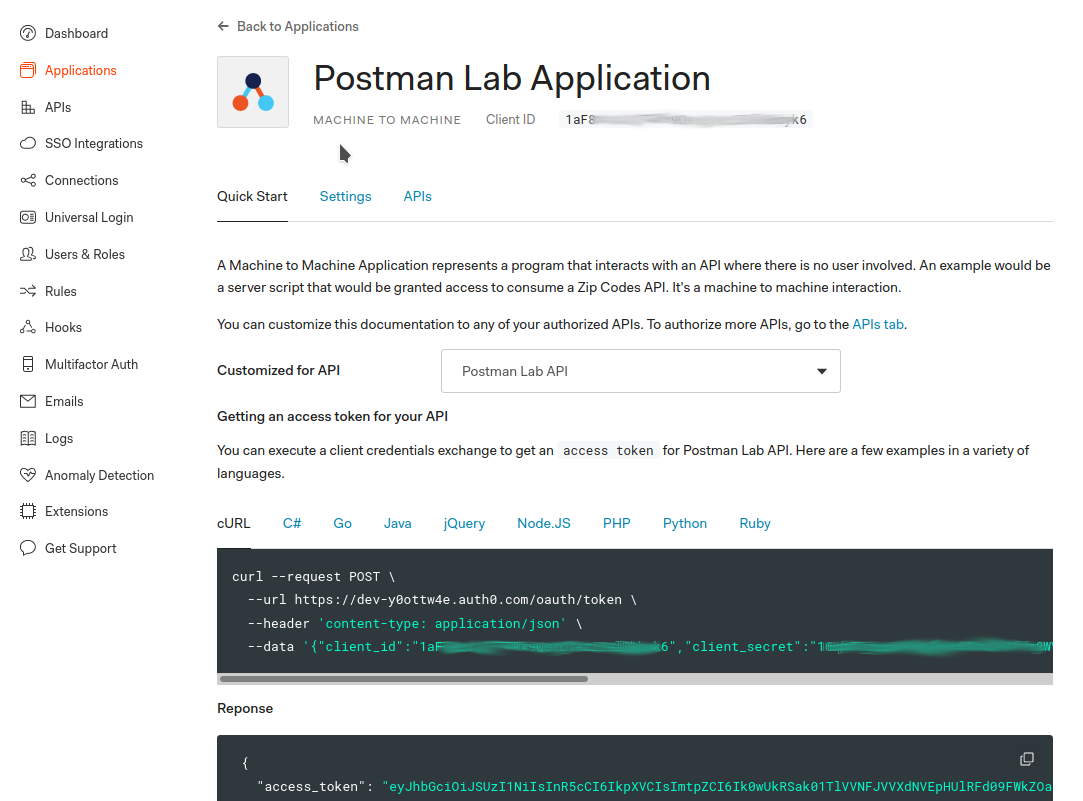 Dashboard
Applications
APIs
SSO Integrations
Connections
Universal Login
Users & Roles
Rules
Hooks
Multifactor Auth
Emails
Logs
Anomaly Detection
Extensions
Get Support
Back to Applications
Postman Lab Application
MACHINE TO MACHINE Client ID 1aF8 k6
Quick Start Settings APIs
A Machine to Machine Application represents a program that interacts with an API where there is no user involved. An example would be
a server script that would be granted access to consume a Zip Codes API. It's a machine to machine interaction.
You can customize this documentation to any of your authorized APIs. To authorize more APIs, go to the APIs tab.
Customized for API Postman Lab API
Getting an access token for your API
You can execute a client credentials exchange to get an access token for Postman Lab API. Here are a few examples in a variety of
languages.
cURL C# Go Java jQuery Node.JS PHP Python Ruby
curl --request POST \
--url https://dev-y0ottw4e.auth0.com/oauth/token \
--header 'content-type: application/json' \
--data '{"client_id":"1aF 6","client_secret":"1
Reponse
{
"access_token": "eyJhbGciOiJSUzI1NiIsInR5cCI6IkpXVCIsImtpZCI6Ik0wUkRSak01TlVVNFJVVXdNVEpHUlRFd09FWkZOa